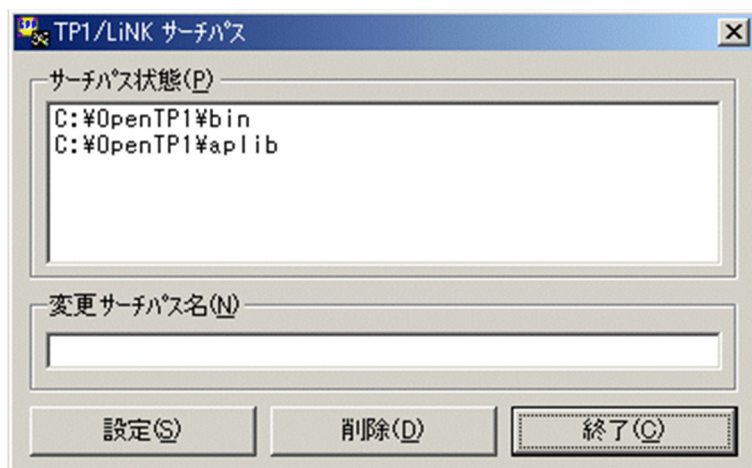 TP1/LiNK サーチパス
サーチパス状態(P)
C:¥OpenTP1¥bin
C:¥OpenTP1¥aplib
変更サーチパス名(N)
設定(S)
削除(D)
終了(C)